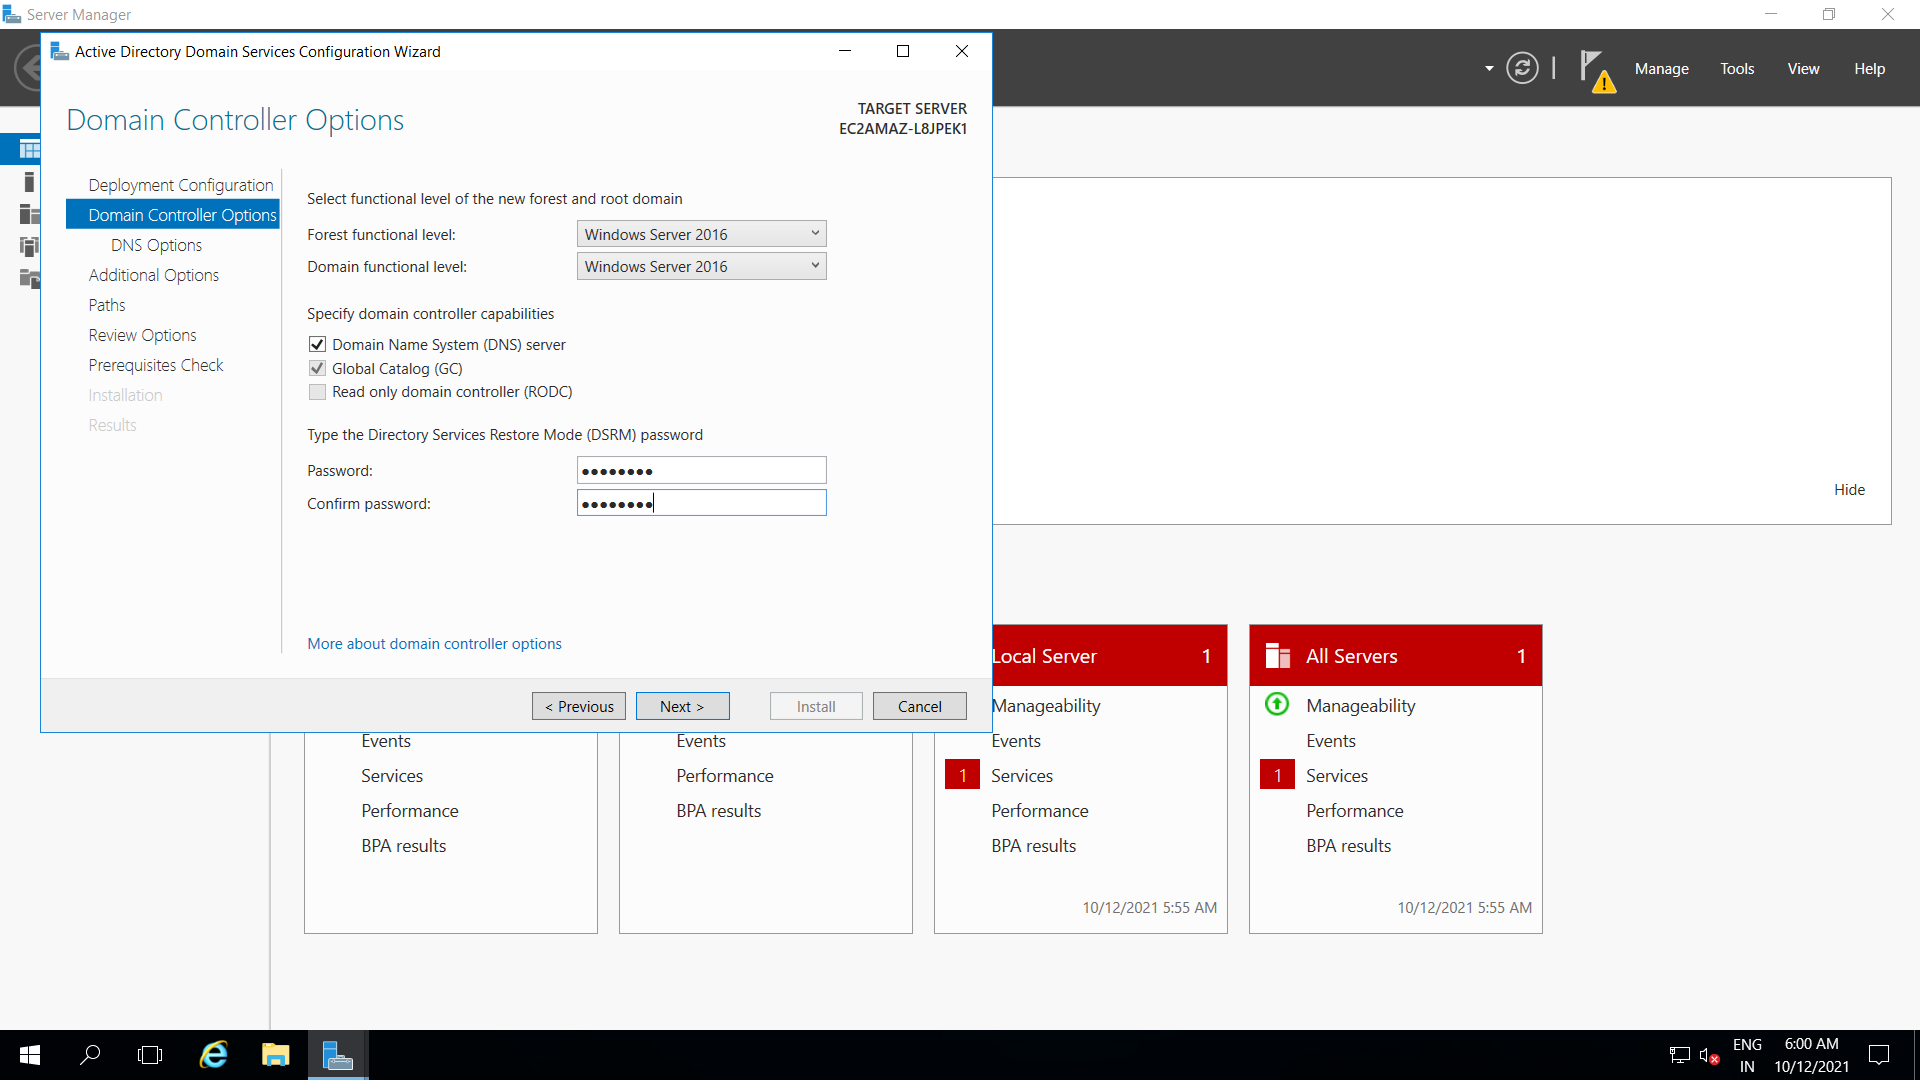 Server Manager
Active Directory Domain Services Configuration Wizard
Manage
Tools
View
Help
Domain Controller Options
TARGET SERVER
EC2AMAZ-L8JPEK1
Deployment Configuration
Domain Controller Options
DNS Options
Additional Options
Paths
Review Options
Prerequisites Check
Installation
Results
Select functional level of the new forest and root domain
Forest functional level:
Windows Server 2016
Domain functional level:
Windows Server 2016
Specify domain controller capabilities
Domain Name System (DNS) server
Global Catalog (GC)
Read only domain controller (RODC)
Type the Directory Services Restore Mode (DSRM) password
Password:
●●●●●●●●
Confirm password:
●●●●●●●●
More about domain controller options
< Previous
Next >
Install
Cancel
Hide
Events
Services
Performance
BPA results
Events
Performance
BPA results
Local Server
1
Manageability
Events
1
Services
Performance
BPA results
10/12/2021 5:55 AM
All Servers
1
Manageability
Events
1
Services
Performance
BPA results
10/12/2021 5:55 AM
ENG
IN
6:00 AM
10/12/2021